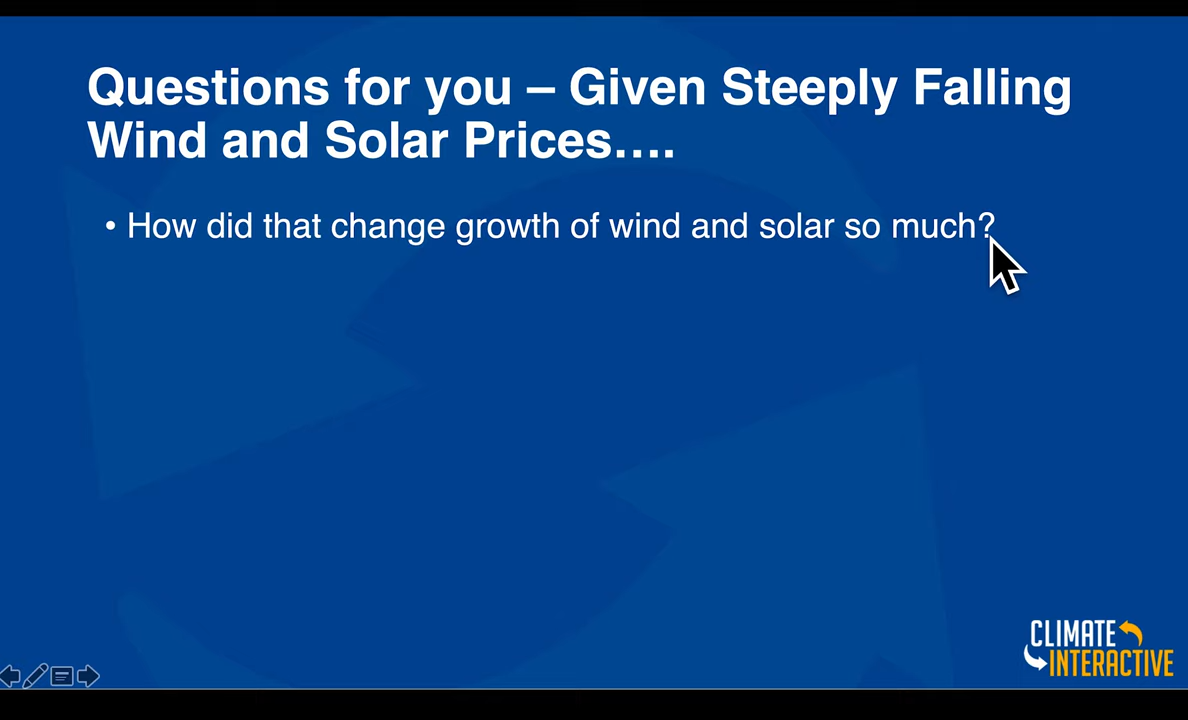 Questions for you – Given Steeply Falling
Wind and Solar Prices….
• How did that change growth of wind and solar so much?
CLIMATE
INTERACTIVE